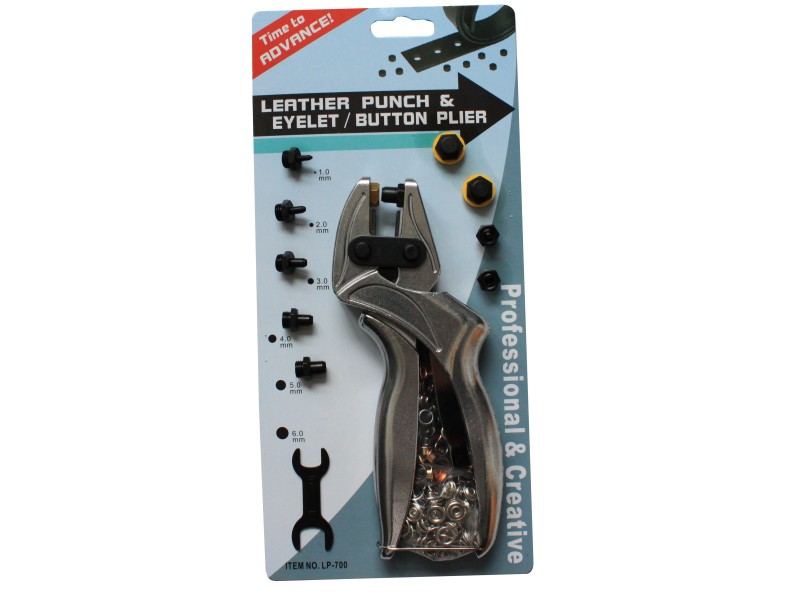 Time to
ADVANCE!
LEATHER PUNCH &
EYELET / BUTTON PLIER
1.0
mm
2.0
mm
3.0
mm
4.0
mm
5.0
mm
6.0
mm
Professional & Creative
ITEM NO. LP-700